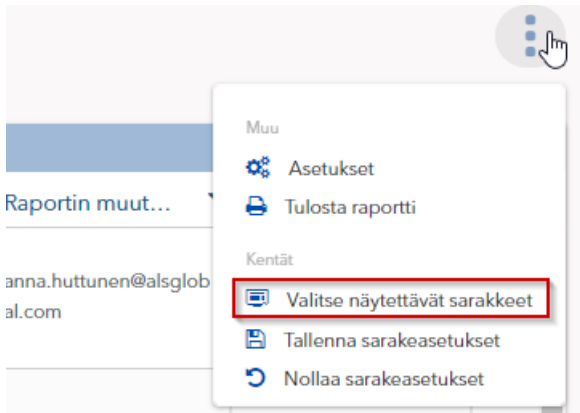 Muu
Asetukset
Raportin muut...
Tulosta raportti
Kentät
anna.huttunen@alsglob
al.com
Valitse näytettävät sarakkeet
Tallenna sarakeasetukset
Nollaa sarakeasetukset